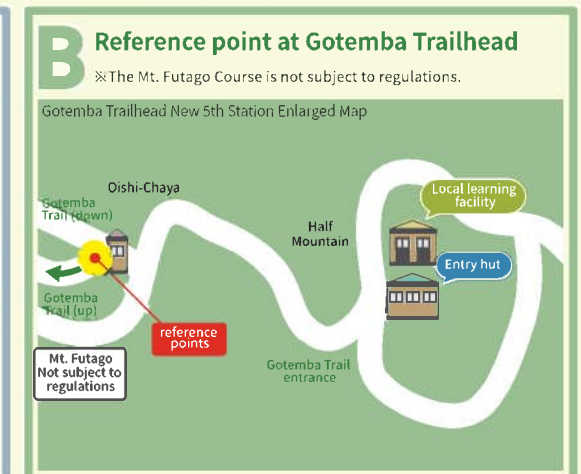 B
Reference point at Gotemba Trailhead
※The Mt. Futago Course is not subject to regulations.
Gotemba Trailhead New 5th Station Enlarged Map
Oishi-Chaya
Gotemba
Trail (down)
Gotemba
Trail (up)
reference
points
Mt. Futago
Not subject to
regulations
Half
Mountain
Local learning
facility
Entry hut
Gotemba Trail
entrance